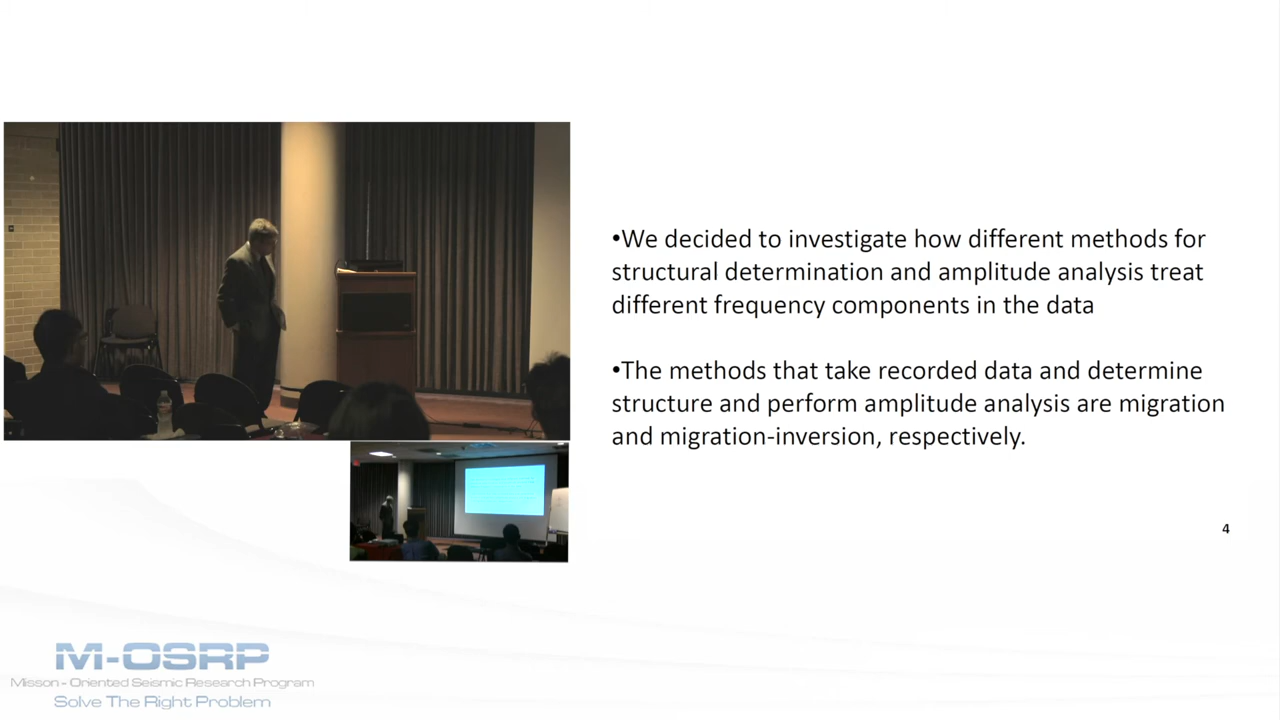 •We decided to investigate how different methods for
structural determination and amplitude analysis treat
different frequency components in the data
•The methods that take recorded data and determine
structure and perform amplitude analysis are migration
and migration-inversion, respectively.
4
M-OSRP
Misson - Oriented Seismic Research Program
Solve The Right Problem